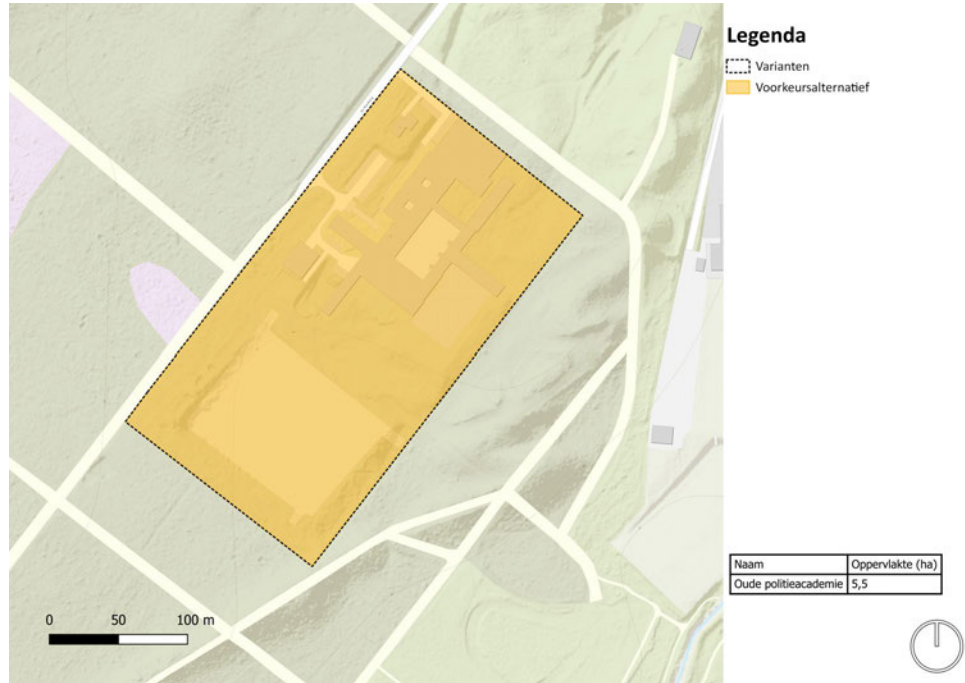 Legenda
Varianten
Voorkeursalternatief
Naam Oppervlakte (ha)
Oude politieacademie 5,5
0 50 100 m